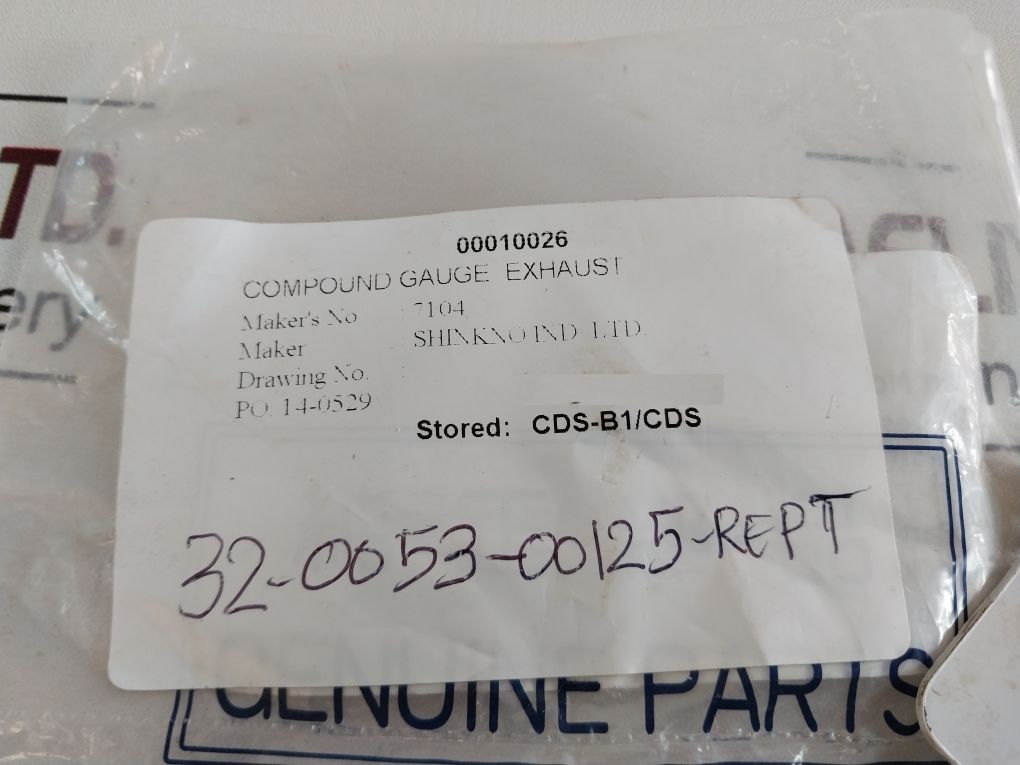 TD.
ery
00010026
COMPOUND GAUGE EXHAUST
Maker's No : 7104
Maker : SHINKNO IND LTD.
Drawing No. :
PO. 14-0529
Stored: CDS-B1/CDS
32-0053-00125-REPT
GENUINE PARTS